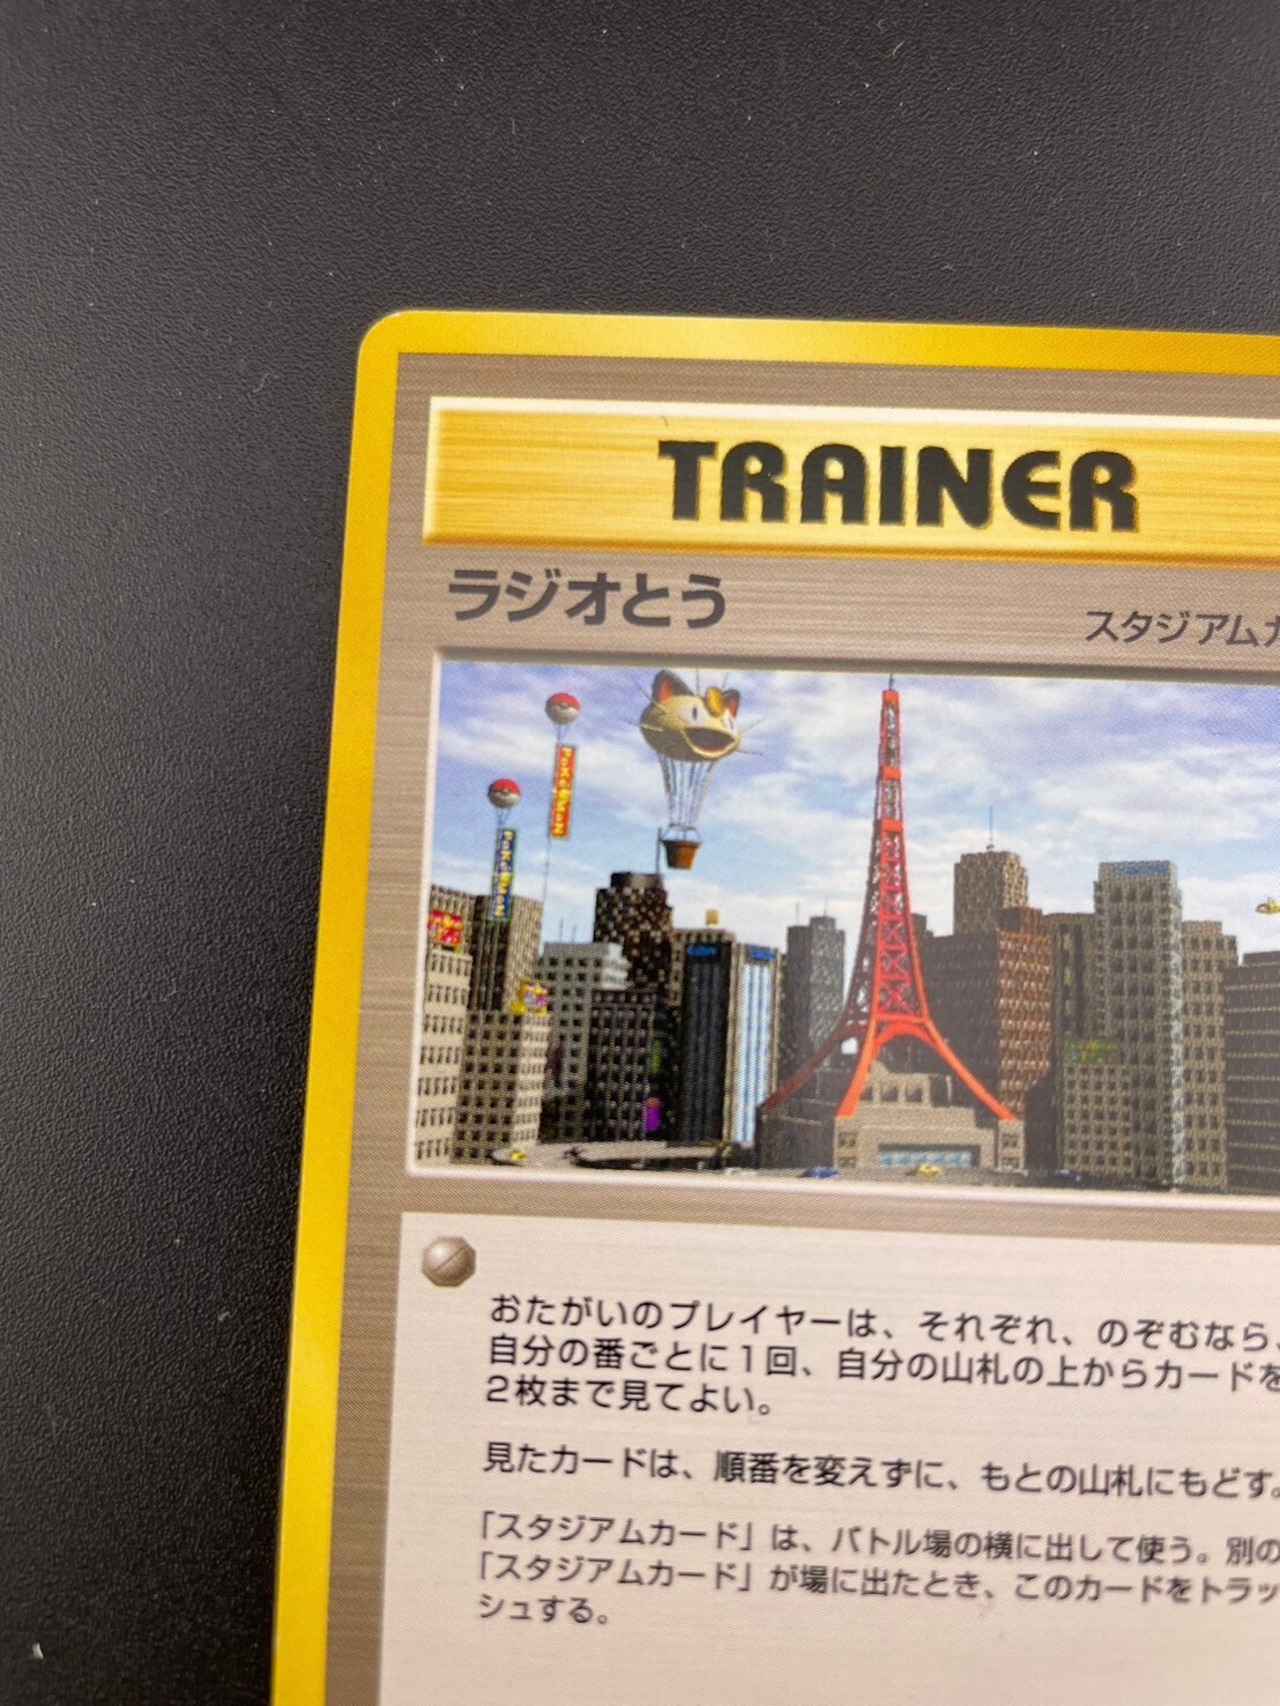 TRAINER
ラジオとう
スタジアムカ
POKéMON
POKéMON
おたがいのプレイヤーは、それぞれ、のぞむなら、
自分の番ごとに1回、自分の山札の上からカードを
2枚まで見てよい。
見たカードは、順番を変えずに、もとの山札にもどす。
「スタジアムカード」は、バトル場の横に出して使う。別の
「スタジアムカード」が場に出たとき、このカードをトラッ
シュする。